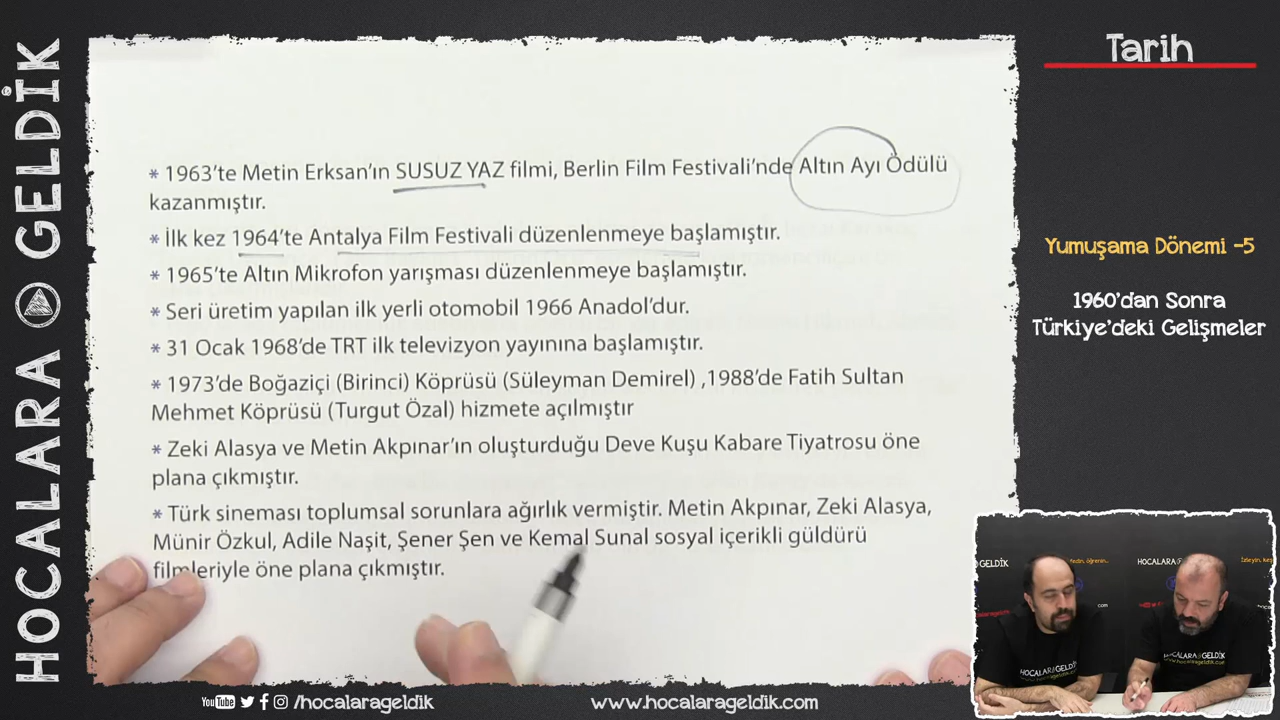 HOCALARA GELDİK
Tarih
* 1963'te Metin Erksan'ın SUSUZ YAZ filmi, Berlin Film Festivali'nde Altın Ayı Ödülü
kazanmıştır.
* İlk kez 1964'te Antalya Film Festivali düzenlenmeye başlamıştır.
* 1965'te Altın Mikrofon yarışması düzenlenmeye başlamıştır.
* Seri üretim yapılan ilk yerli otomobil 1966 Anadol'dur.
* 31 Ocak 1968'de TRT ilk televizyon yayınına başlamıştır.
* 1973'de Boğaziçi (Birinci) Köprüsü (Süleyman Demirel) ,1988'de Fatih Sultan
Mehmet Köprüsü (Turgut Özal) hizmete açılmıştır
* Zeki Alasya ve Metin Akpınar'ın oluşturduğu Deve Kuşu Kabare Tiyatrosu öne
plana çıkmıştır.
* Türk sineması toplumsal sorunlara ağırlık vermiştir. Metin Akpınar, Zeki Alasya,
Münir Özkul, Adile Naşit, Şener Şen ve Kemal Sunal sosyal içerikli güldürü
filmleriyle öne plana çıkmıştır.
Yumuşama Dönemi -5
1960'dan Sonra
Türkiye'deki Gelişmeler
GELDİK
HOCALARA
HOCALARAGELDİK
HOCALARAGELDİK
YouTube /hocalarageldik
www.hocalarageldik.com